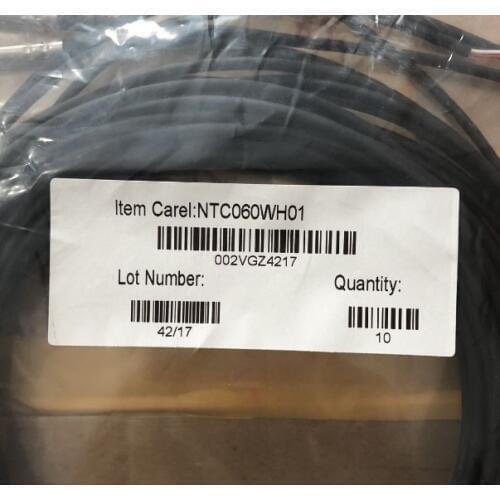 Item Carel:NTC060WH01
002VGZ4217
Lot Number:
Quantity:
42/17
10